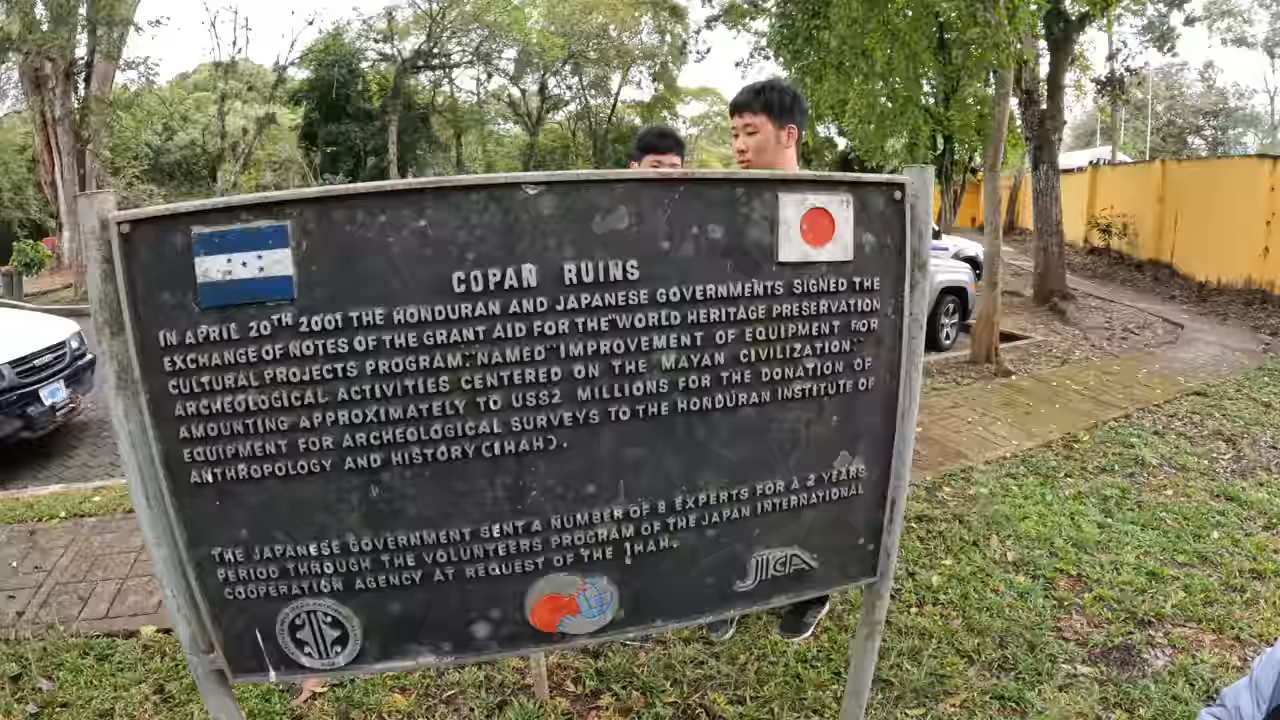 COPAN RUINS
IN APRIL 20TH 2001 THE HONDURAN AND JAPANESE GOVERNMENTS SIGNED THE
EXCHANGE OF NOTES OF THE GRANT AID FOR THE "WORLD HERITAGE PRESERVATION
CULTURAL PROJECTS PROGRAM," NAMED "IMPROVEMENT OF EQUIPMENT FOR
ARCHEOLOGICAL ACTIVITIES CENTERED ON THE MAYAN CIVILIZATION,"
AMOUNTING APPROXIMATELY TO US$2 MILLIONS FOR THE DONATION OF
EQUIPMENT FOR ARCHEOLOGICAL SURVEYS TO THE HONDURAN INSTITUTE OF
ANTHROPOLOGY AND HISTORY (IHAH).
THE JAPANESE GOVERNMENT SENT A NUMBER OF 8 EXPERTS FOR A 2 YEARS
PERIOD THROUGH THE VOLUNTEERS PROGRAM OF THE JAPAN INTERNATIONAL
COOPERATION AGENCY AT REQUEST OF THE IHAH.
JICA